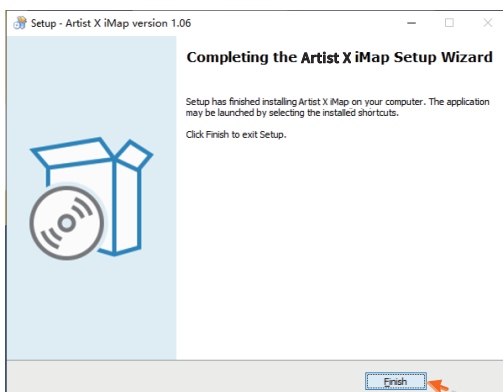 Setup - Artist X iMap version 1.06
Completing the Artist X iMap Setup Wizard
Setup has finished installing Artist X iMap on your computer. The application
may be launched by selecting the installed shortcuts.
Click Finish to exit Setup.
Finish